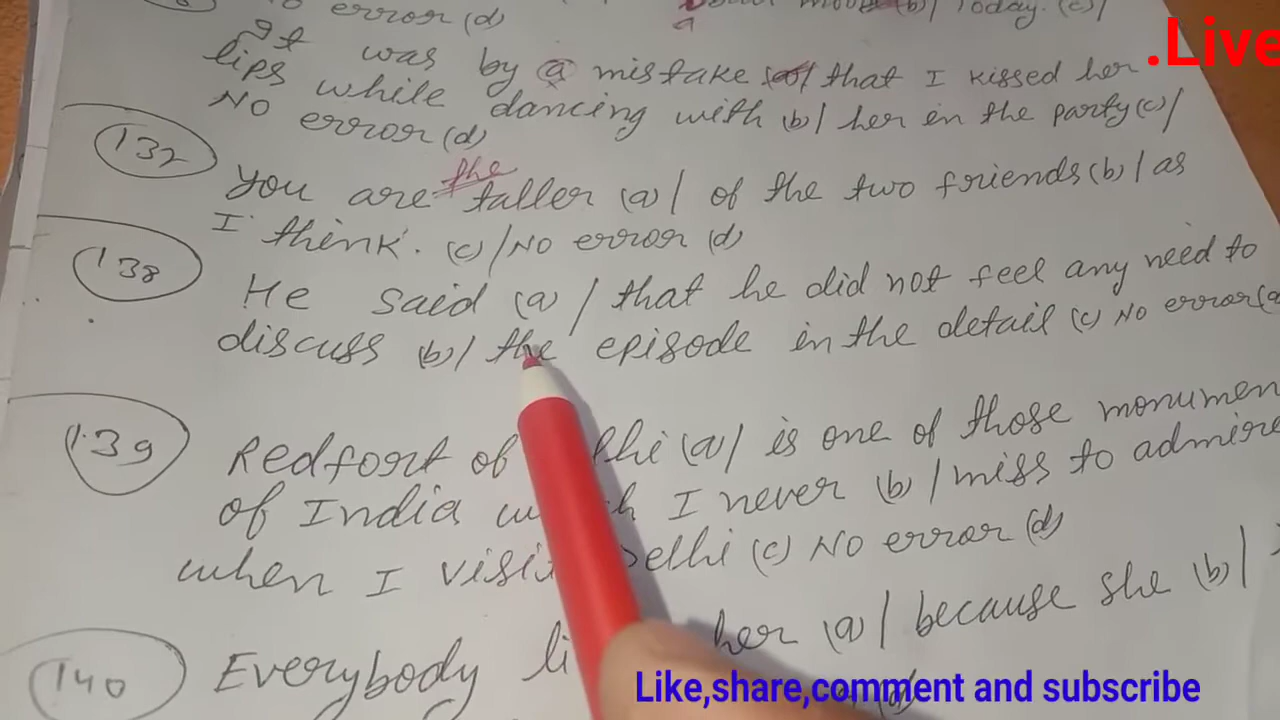 error (d) (b)/ Today. (c)/
.Live
It was by a mistake (a)/ that I kissed her
lips while dancing with (b)/ her in the party (c)/
No error (d)
132 You are the taller (a)/ of the two friends (b)/ as
I think. (c)/ No error (d)
138 He said (a)/ that he did not feel any need to
discuss (b)/ the episode in the detail (c) No error
139 Redfort of (a)/ is one of those
of India I never (b)/ miss to admire
when I (c) No error (d)
140 Everybody her (a)/ because she (b)/
Like,share,comment and subscribe